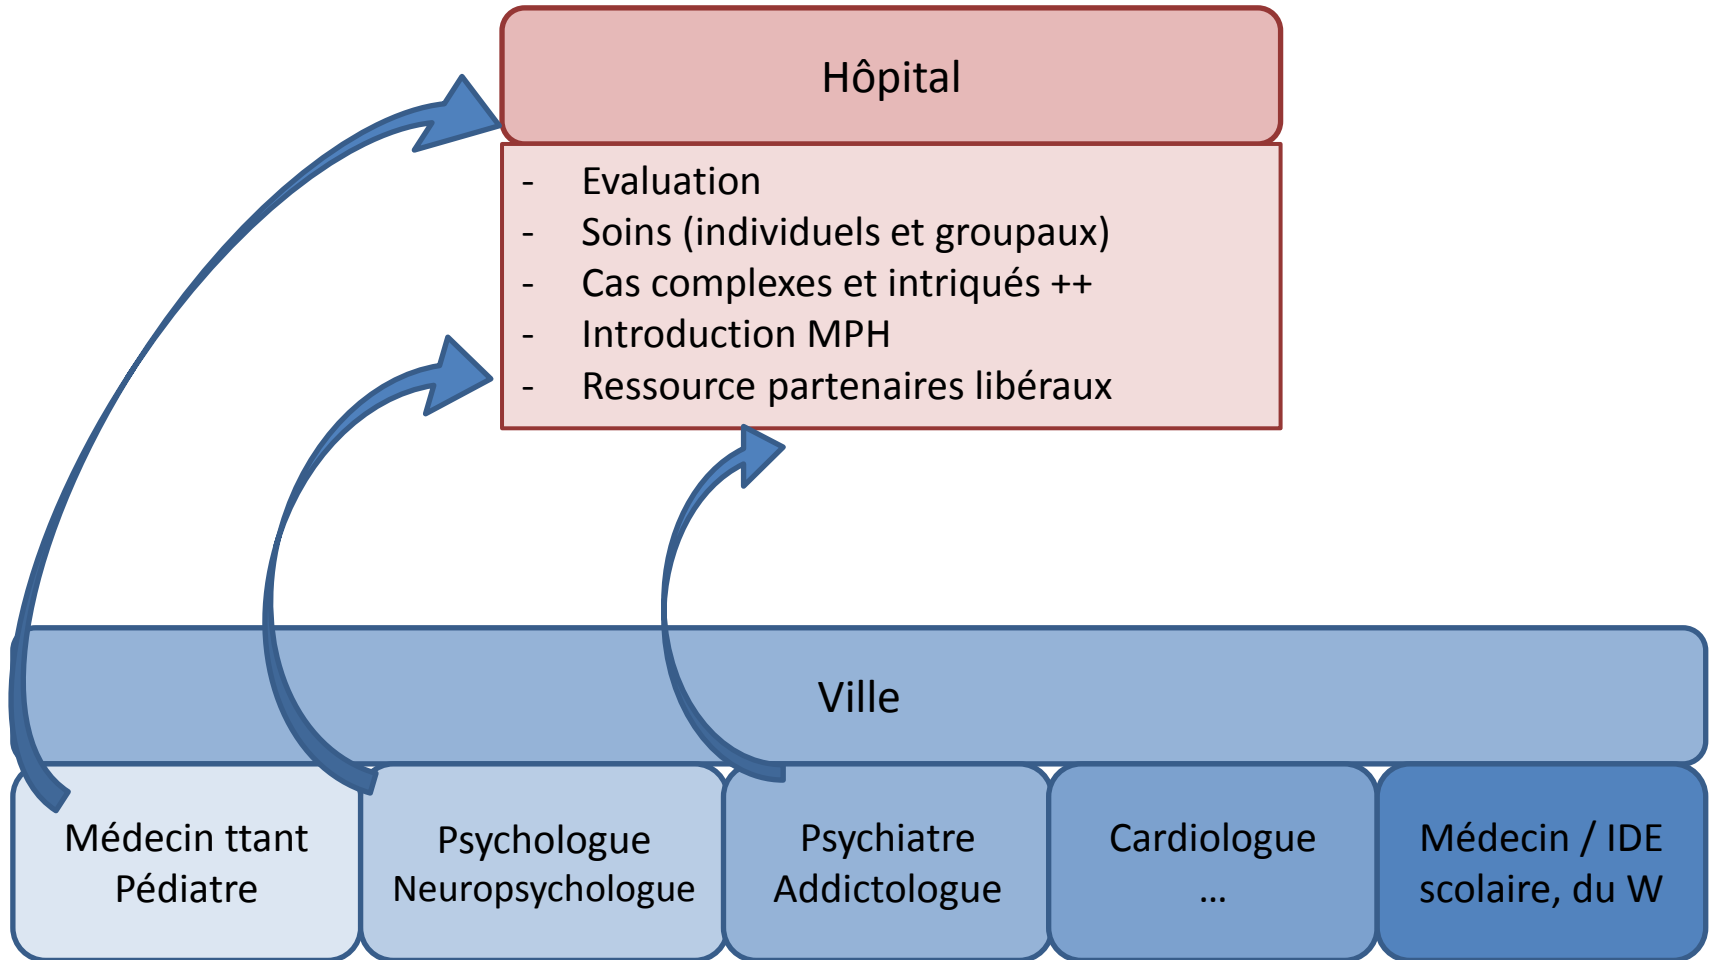 Hôpital
- Evaluation
- Soins (individuels et groupaux)
- Cas complexes et intriqués ++
- Introduction MPH
- Ressource partenaires libéraux
Ville
Médecin ttant
Pédiatre
Psychologue
Neuropsychologue
Psychiatre
Addictologue
Cardiologue
...
Médecin / IDE
scolaire, du W